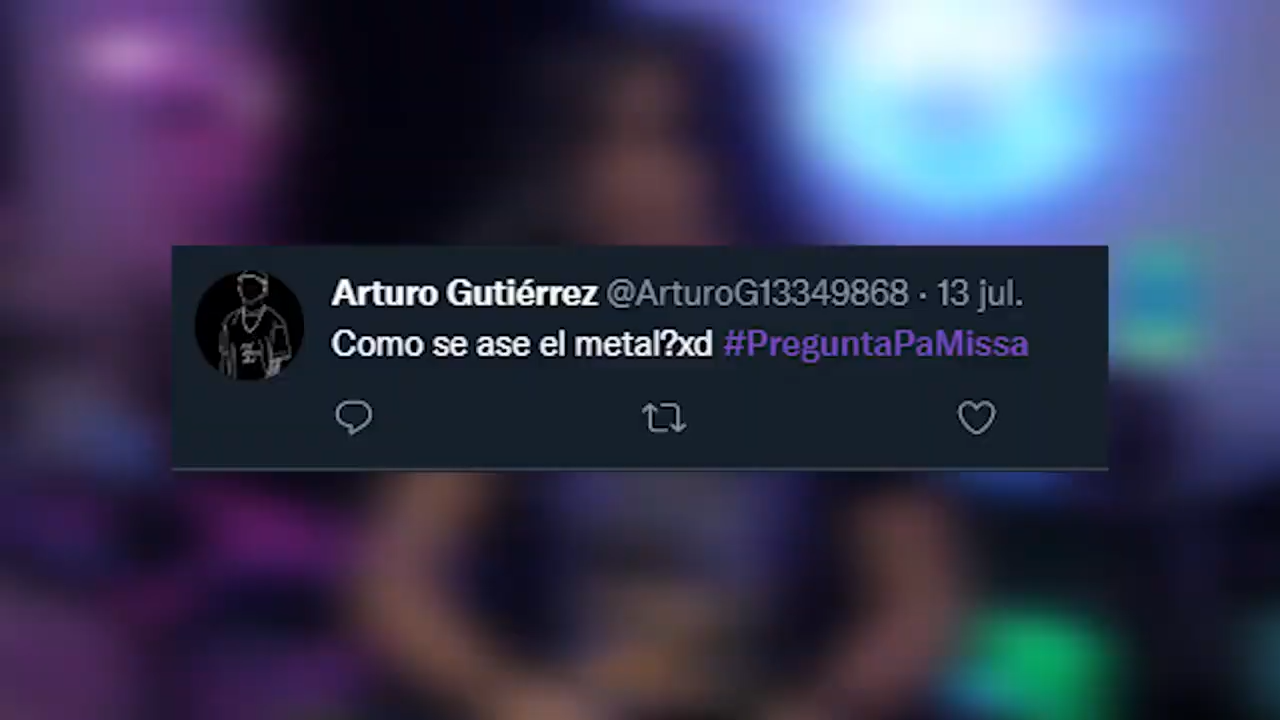 Arturo Gutiérrez @ArturoG13349868 · 13 jul.
Como se ase el metal?xd #PreguntaPaMissa